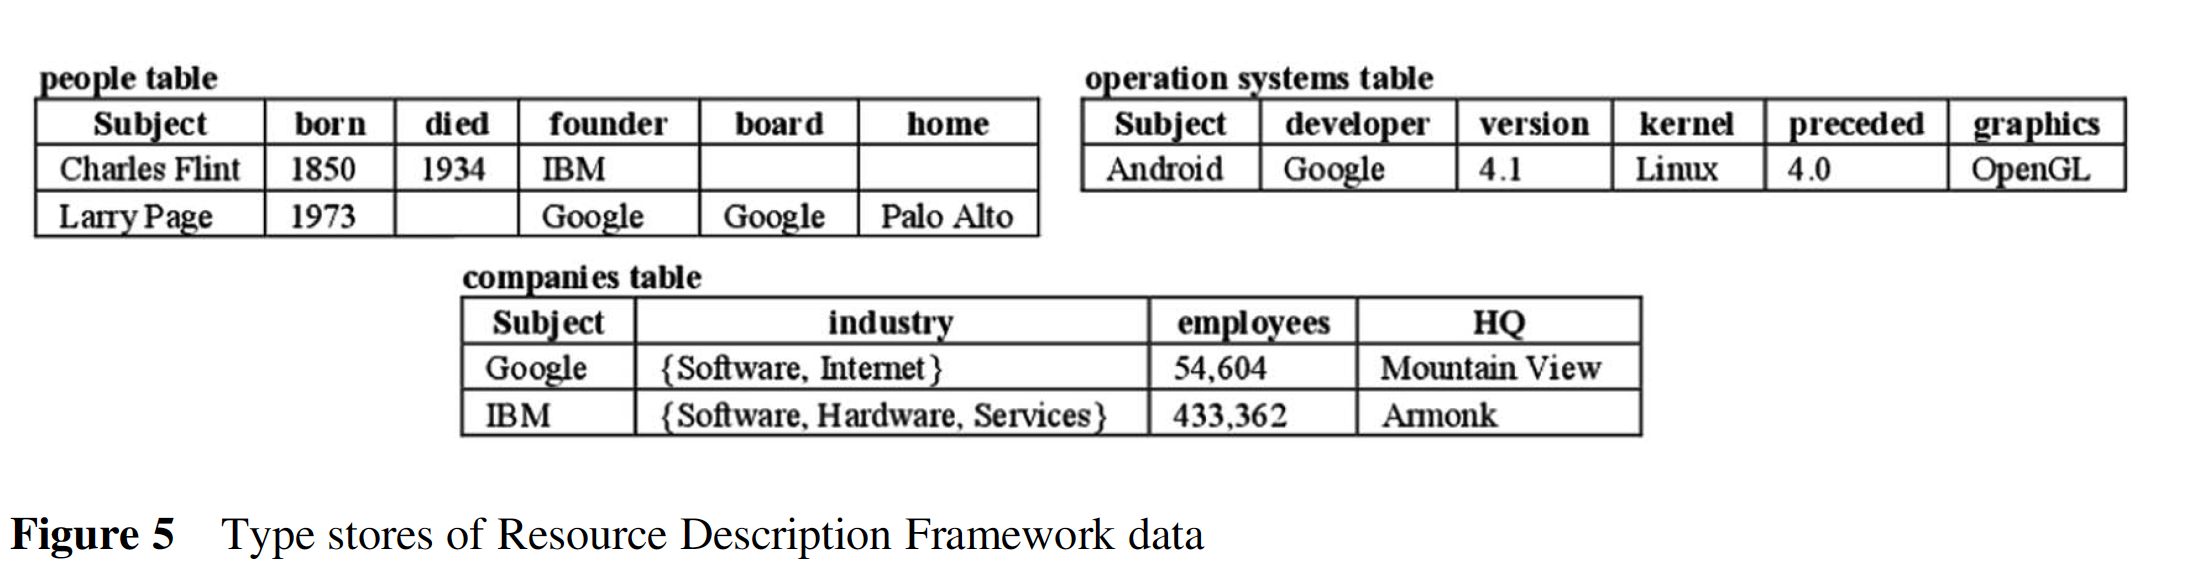 people table
Subject born died founder board home
Charles Flint 1850 1934 IBM
Larry Page 1973 Google Google Palo Alto
operation systems table
Subject developer version kernel preceded graphics
Android Google 4.1 Linux 4.0 OpenGL
companies table
Subject industry employees HQ
Google {Software, Internet} 54,604 Mountain View
IBM {Software, Hardware, Services} 433,362 Armonk
Figure 5 Type stores of Resource Description Framework data